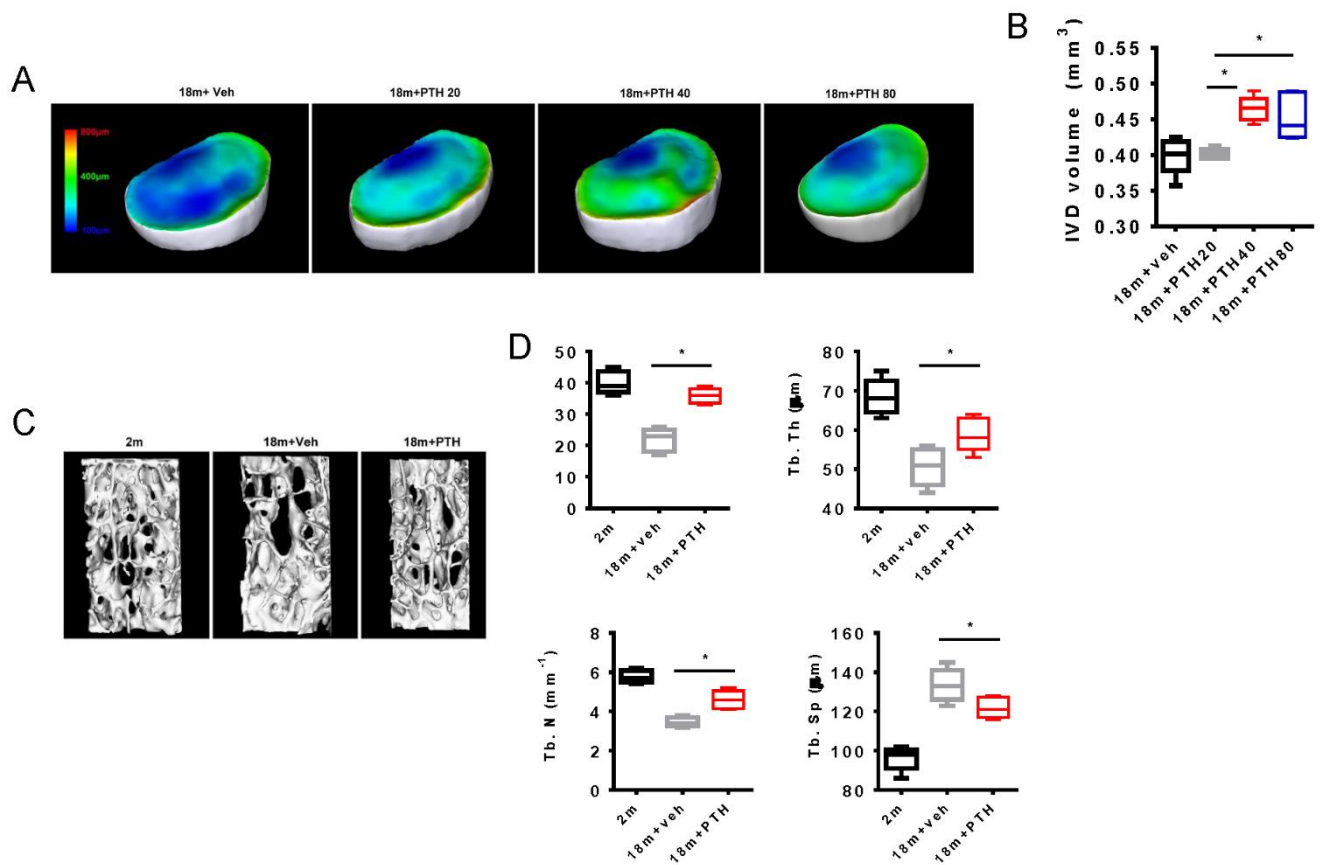 A
18m+ Veh
18m+PTH 20
18m+PTH 40
18m+PTH 80
800μm
400μm
100μm
B
IVD volume (mm³)
0.55
0.50
0.45
0.40
0.35
0.30
18m+veh
18m+PTH20
18m+PTH40
18m+PTH80
*
*
C
2m
18m+Veh
18m+PTH
D
50
40
30
20
10
0
2m
18m+veh
18m+PTH
*
Tb. Th (μm)
80
70
60
50
40
2m
18m+veh
18m+PTH
*
Tb. N (mm⁻¹)
8
6
4
2
0
2m
18m+veh
18m+PTH
*
Tb. Sp (μm)
160
140
120
100
80
2m
18m+veh
18m+PTH
*